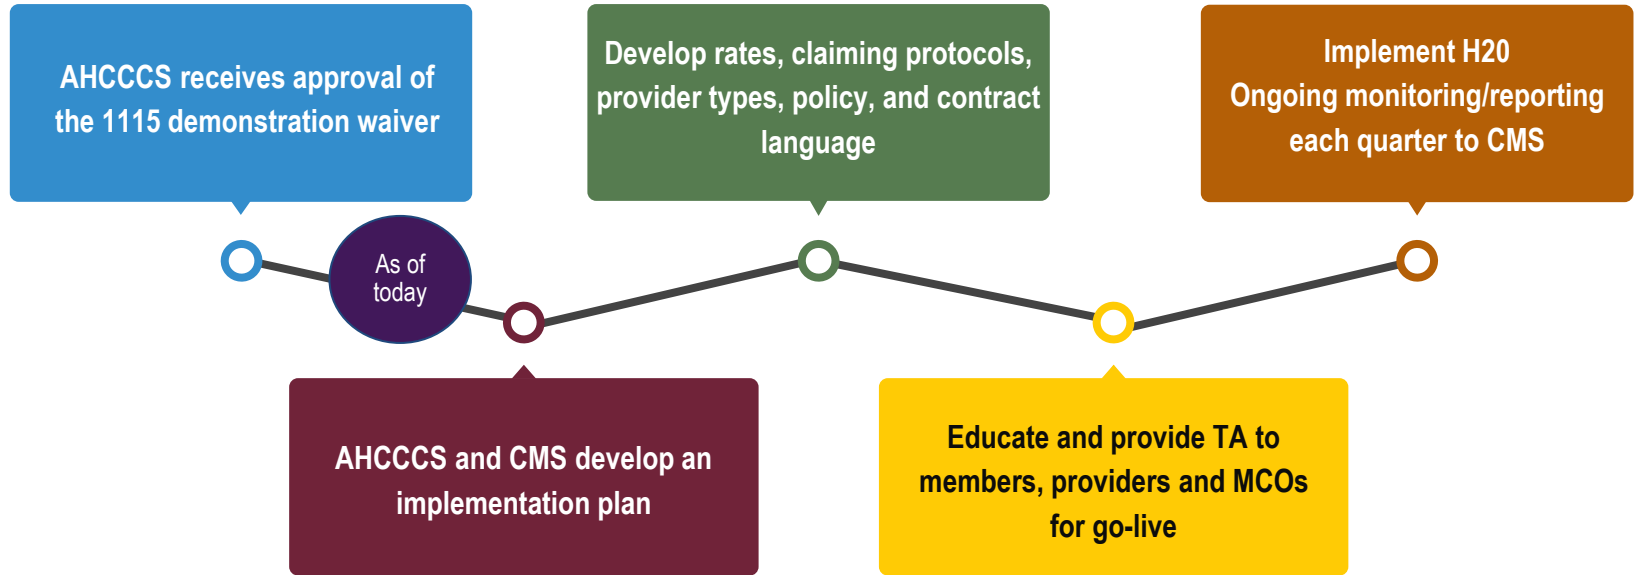 AHCCCS receives approval of
the 1115 demonstration waiver
As of
today
AHCCCS and CMS develop an
implementation plan
Develop rates, claiming protocols,
provider types, policy, and contract
language
Educate and provide TA to
members, providers and MCOs
for go-live
Implement H20
Ongoing monitoring/reporting
each quarter to CMS